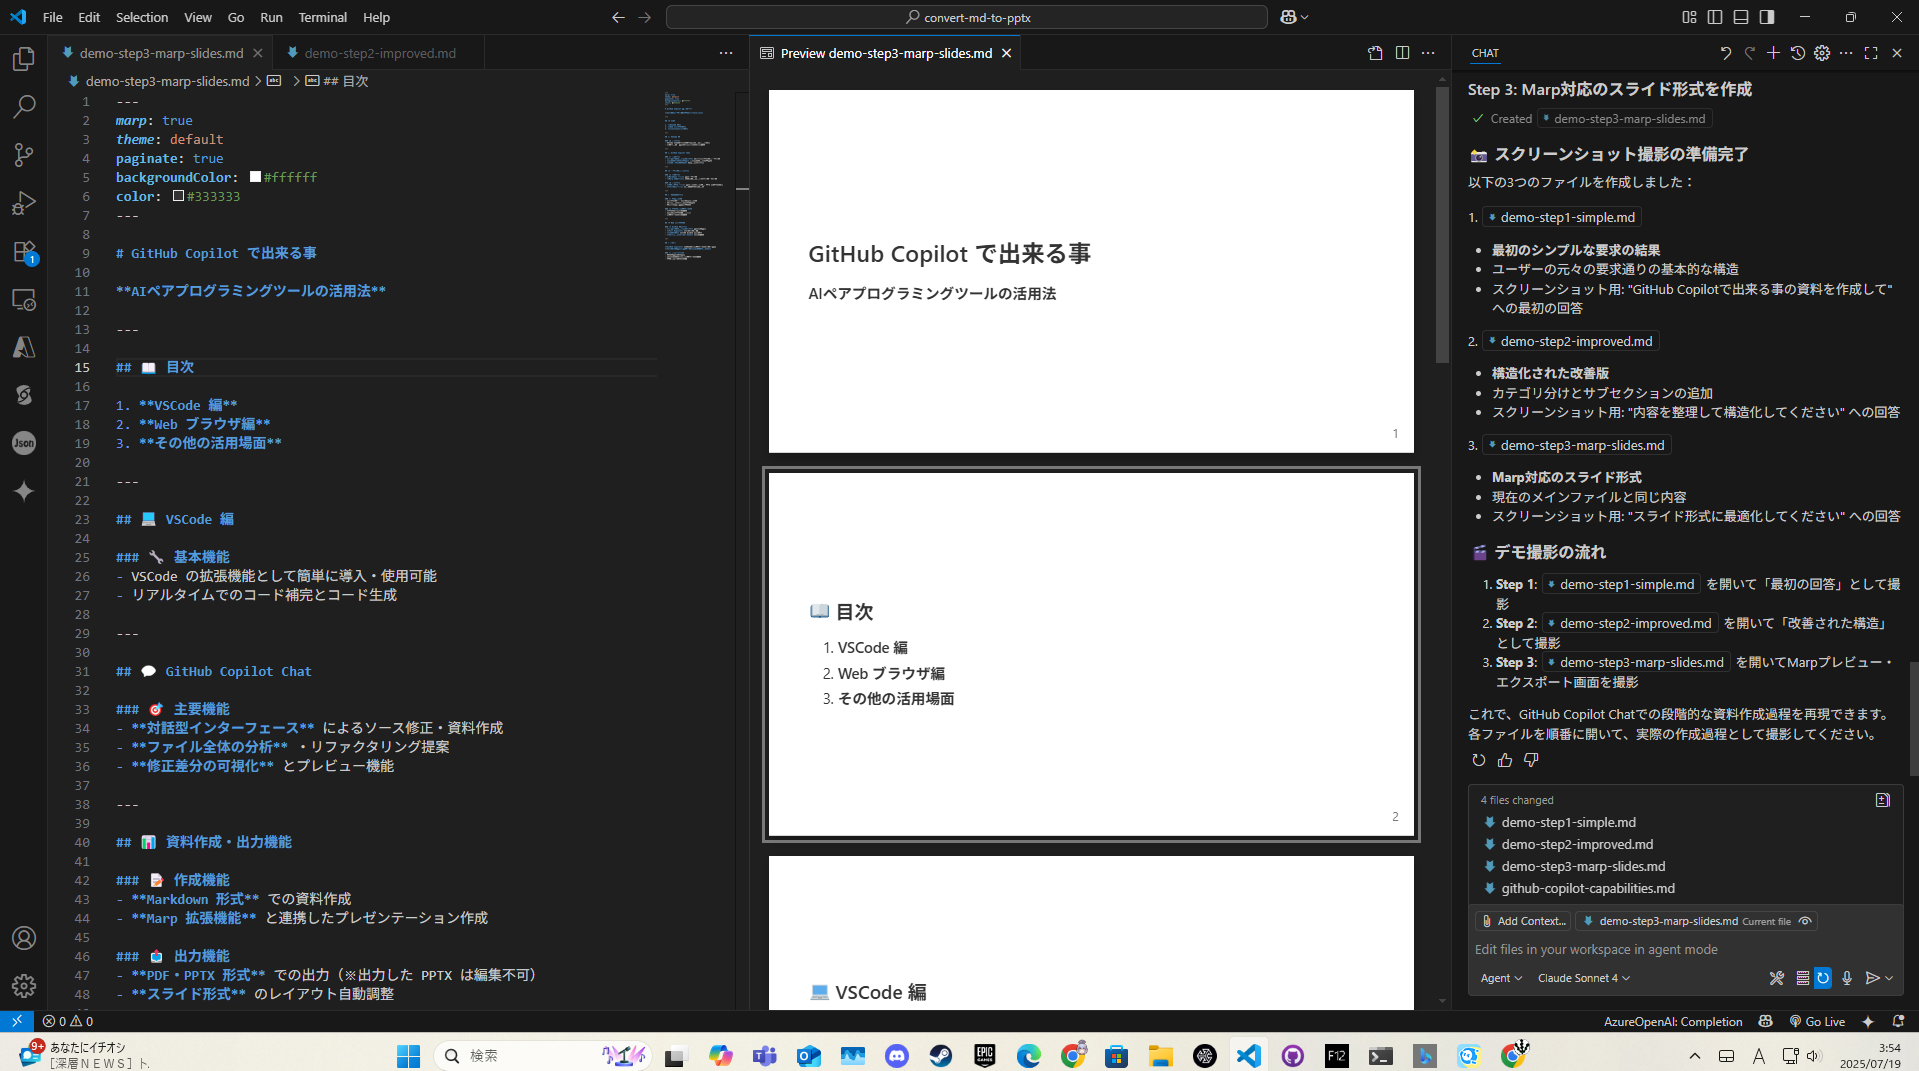 File Edit Selection View Go Run Terminal Help
convert-md-to-pptx
demo-step3-marp-slides.md
demo-step2-improved.md
demo-step3-marp-slides.md > > ## 目次
1 ---
2 marp: true
3 theme: default
4 paginate: true
5 backgroundColor: #ffffff
6 color: #333333
7 ---
8
9 # GitHub Copilot で出来る事
10
11 **AIペアプログラミングツールの活用法**
12
13 ---
14
15 ## 📖 目次
16
17 1. **VSCode 編**
18 2. **Web ブラウザ編**
19 3. **その他の活用場面**
20
21 ---
22
23 ## 💻 VSCode 編
24
25 ### 🔧 基本機能
26 - VSCode の拡張機能として簡単に導入・使用可能
27 - リアルタイムでのコード補完とコード生成
28
29 ---
30
31 ## 💬 GitHub Copilot Chat
32
33 ### 🎯 主要機能
34 - **対話型インターフェース** によるソース修正・資料作成
35 - **ファイル全体の分析** ・リファクタリング提案
36 - **修正差分の可視化** とプレビュー機能
37
38 ---
39
40 ## 📊 資料作成・出力機能
41
42 ### 📝 作成機能
43 - **Markdown 形式** での資料作成
44 - **Marp 拡張機能** と連携したプレゼンテーション作成
45
46 ### 📤 出力機能
47 - **PDF・PPTX 形式** での出力（※出力した PPTX は編集不可）
48 - **スライド形式** のレイアウト自動調整
Preview demo-step3-marp-slides.md
GitHub Copilot で出来る事
AIペアプログラミングツールの活用法
1
📖 目次
1. VSCode 編
2. Web ブラウザ編
3. その他の活用場面
2
💻 VSCode 編
CHAT
Step 3: Marp対応のスライド形式を作成
Created demo-step3-marp-slides.md
📸 スクリーンショット撮影の準備完了
以下の3つのファイルを作成しました：
1. demo-step1-simple.md
• 最初のシンプルな要求の結果
• ユーザーの元々の要求通りの基本的な構造
• スクリーンショット用: "GitHub Copilotで出来る事の資料を作成して"
への最初の回答
2. demo-step2-improved.md
• 構造化された改善版
• カテゴリ分けとサブセクションの追加
• スクリーンショット用: "内容を整理して構造化してください" への回答
3. demo-step3-marp-slides.md
• Marp対応のスライド形式
• 現在のメインファイルと同じ内容
• スクリーンショット用: "スライド形式に最適化してください" への回答
🎬 デモ撮影の流れ
1. Step 1: demo-step1-simple.md を開いて「最初の回答」として撮
影
2. Step 2: demo-step2-improved.md を開いて「改善された構造」
として撮影
3. Step 3: demo-step3-marp-slides.md を開いてMarpプレビュー・
エクスポート画面を撮影
これで、GitHub Copilot Chatでの段階的な資料作成過程を再現できます。
各ファイルを順番に開いて、実際の作成過程として撮影してください。
4 files changed
demo-step1-simple.md
demo-step2-improved.md
demo-step3-marp-slides.md
github-copilot-capabilities.md
Add Context... demo-step3-marp-slides.md Current file
Edit files in your workspace in agent mode
Agent Claude Sonnet 4
1
Json
0 0
AzureOpenAI: Completion Go Live
9+ あなたにイチオシ
［深層ＮＥＷＳ］ト.
検索
EPIC GAMES
F12
A
3:54
2025/07/19